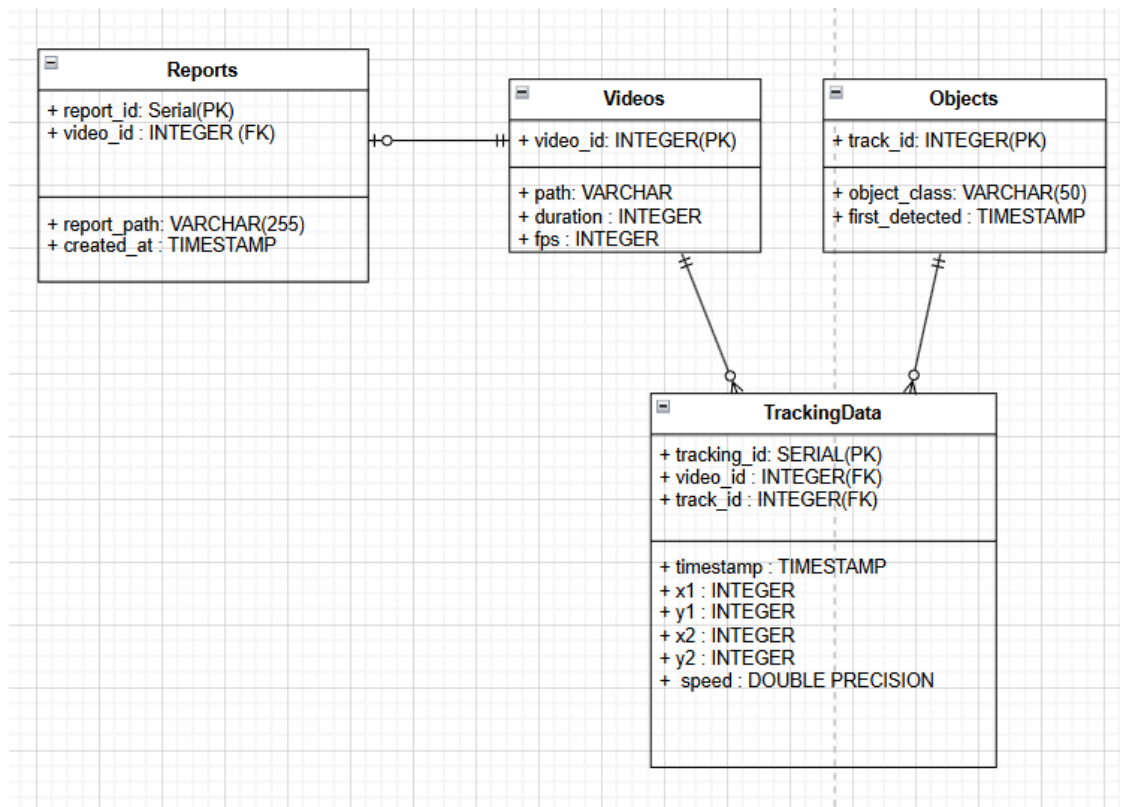 Reports
+ report_id: Serial(PK)
+ video_id : INTEGER (FK)
+ report_path: VARCHAR(255)
+ created_at : TIMESTAMP
Videos
+ video_id: INTEGER(PK)
+ path: VARCHAR
+ duration : INTEGER
+ fps : INTEGER
Objects
+ track_id: INTEGER(PK)
+ object_class: VARCHAR(50)
+ first_detected : TIMESTAMP
TrackingData
+ tracking_id: SERIAL(PK)
+ video_id : INTEGER(FK)
+ track_id : INTEGER(FK)
+ timestamp : TIMESTAMP
+ x1 : INTEGER
+ y1 : INTEGER
+ x2 : INTEGER
+ y2 : INTEGER
+ speed : DOUBLE PRECISION